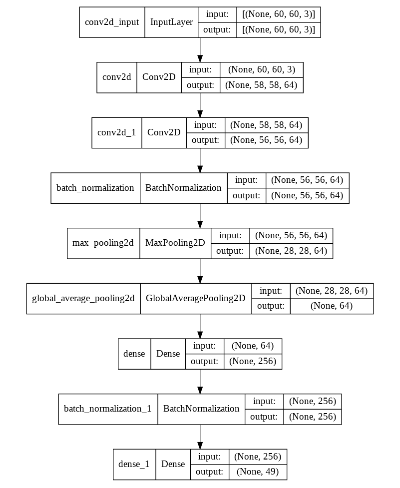 conv2d_input InputLayer input: [(None, 60, 60, 3)]
output: [(None, 60, 60, 3)]
conv2d Conv2D input: (None, 60, 60, 3)
output: (None, 58, 58, 64)
conv2d_1 Conv2D input: (None, 58, 58, 64)
output: (None, 56, 56, 64)
batch_normalization BatchNormalization input: (None, 56, 56, 64)
output: (None, 56, 56, 64)
max_pooling2d MaxPooling2D input: (None, 56, 56, 64)
output: (None, 28, 28, 64)
global_average_pooling2d GlobalAveragePooling2D input: (None, 28, 28, 64)
output: (None, 64)
dense Dense input: (None, 64)
output: (None, 256)
batch_normalization_1 BatchNormalization input: (None, 256)
output: (None, 256)
dense_1 Dense input: (None, 256)
output: (None, 49)